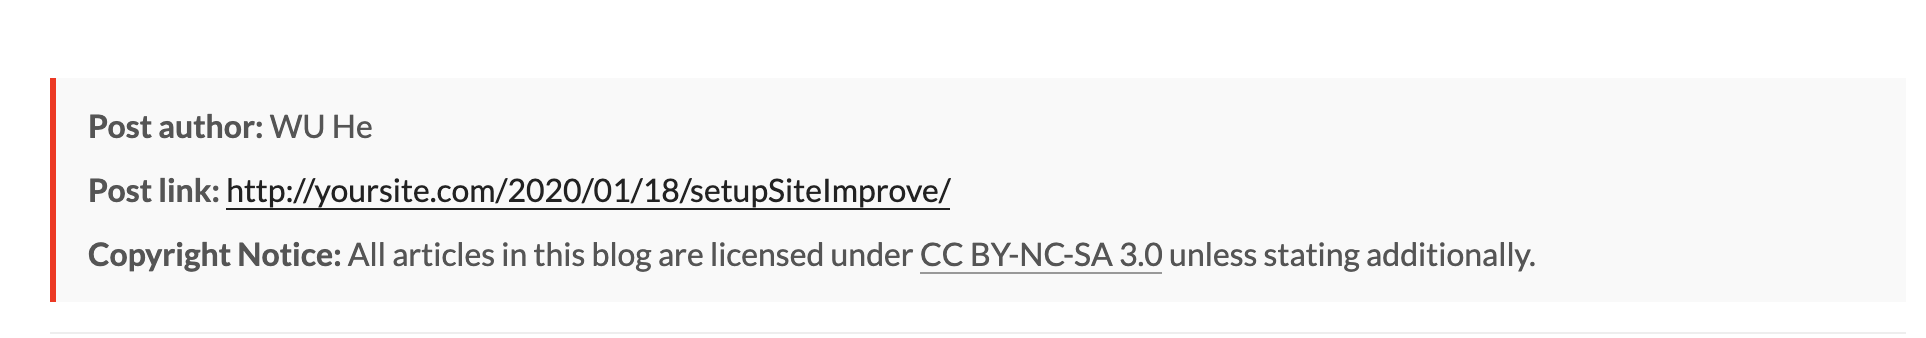 Post author: WU He
Post link: http://yoursite.com/2020/01/18/setupSiteImprove/
Copyright Notice: All articles in this blog are licensed under CC BY-NC-SA 3.0 unless stating additionally.